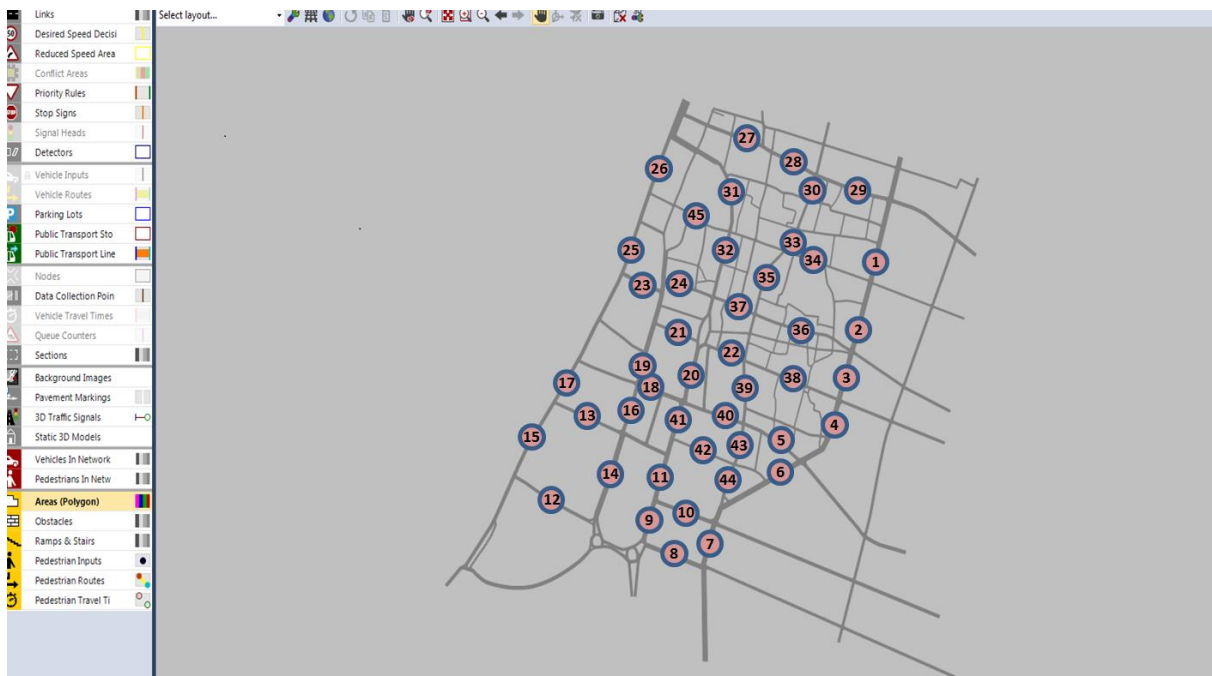 Links
Select layout...
50
Desired Speed Decisi
Reduced Speed Area
Conflict Areas
Priority Rules
STOP
Stop Signs
Signal Heads
Detectors
Vehicle Inputs
Vehicle Routes
P
Parking Lots
Public Transport Sto
Public Transport Line
Nodes
Data Collection Poin
Vehicle Travel Times
Queue Counters
Sections
Background Images
Pavement Markings
3D Traffic Signals
Static 3D Models
Vehicles In Network
Pedestrians In Netw
Areas (Polygon)
Obstacles
Ramps & Stairs
Pedestrian Inputs
Pedestrian Routes
Pedestrian Travel Ti
27
28
26
31
30
29
45
33
25
32
34
1
23
24
35
37
21
36
2
22
19
17
18
20
39
38
3
13
16
41
40
4
15
42
43
5
14
11
44
6
12
9
10
8
7